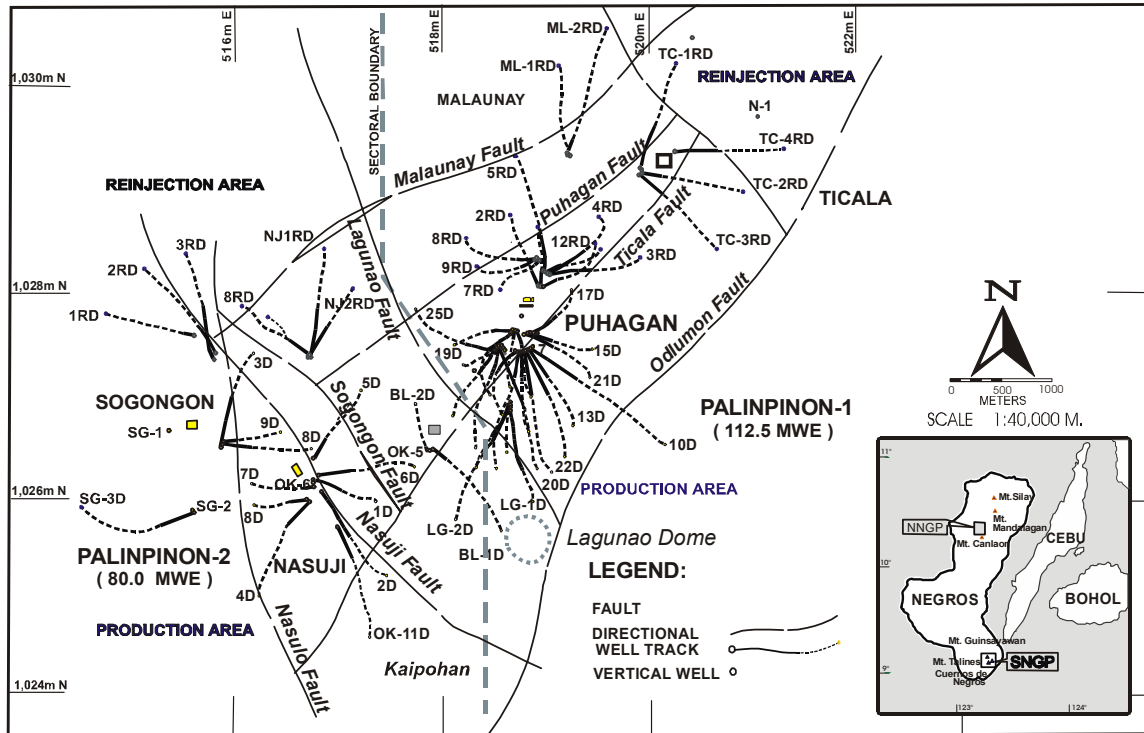 516m E
518m E
520m E
522m E
ML-2RD
TC-1RD
ML-1RD
REINJECTION AREA
1,030m N
MALAUNAY
SECTORAL BOUNDARY
N-1
TC-4RD
Malaunay Fault
Puhagan Fault
5RD
REINJECTION AREA
TC-2RD
TICALA
2RD
4RD
Ticala Fault
Lagunao Fault
3RD
NJ1RD
8RD
12RD
TC-3RD
2RD
9RD
3RD
N
1,028m N
8RD
NJ2RD
7RD
17D
1RD
25D
PUHAGAN
Odlumon Fault
3D
19D
15D
5D
21D
0
500
1000
METERS
SCALE 1:40,000 M.
SOGONGON
BL-2D
Sogongon Fault
13D
PALINPINON-1
( 112.5 MWE )
SG-1
9D
8D
OK-5
10D
7D
OK-6
6D
22D
20D
1,026m N
PRODUCTION AREA
SG-3D
SG-2
8D
1D
LG-1D
LG-2D
Nasuji Fault
BL-1D
Lagunao Dome
PALINPINON-2
( 80.0 MWE )
NASUJI
2D
LEGEND:
4D
FAULT
PRODUCTION AREA
OK-11D
DIRECTIONAL
WELL TRACK
Nasulo Fault
Kaipohan
VERTICAL WELL
1,024m N
11°
Mt.Silay
NNGP
Mt.
Mandalagan
Mt. Canlaon
CEBU
10°
NEGROS
BOHOL
Mt. Guinsayawan
Mt. Talines
SNGP
Cuernos de
Negros
9°
123°
124°